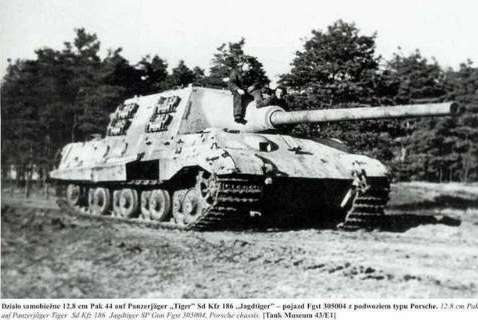 Działo samobieżne 12,8 cm Pak 44 auf Panzerjäger „Tiger” Sd Kfz 186 „Jagdtiger” – pojazd Fgst 305004 z podwoziem typu Porsche. 12.8 cm Pak
auf Panzerjäger Tiger Sd Kfz 186 Jagdtiger SP Gun Fgst 305004, Porsche chassis. [Tank Museum 43/E1]